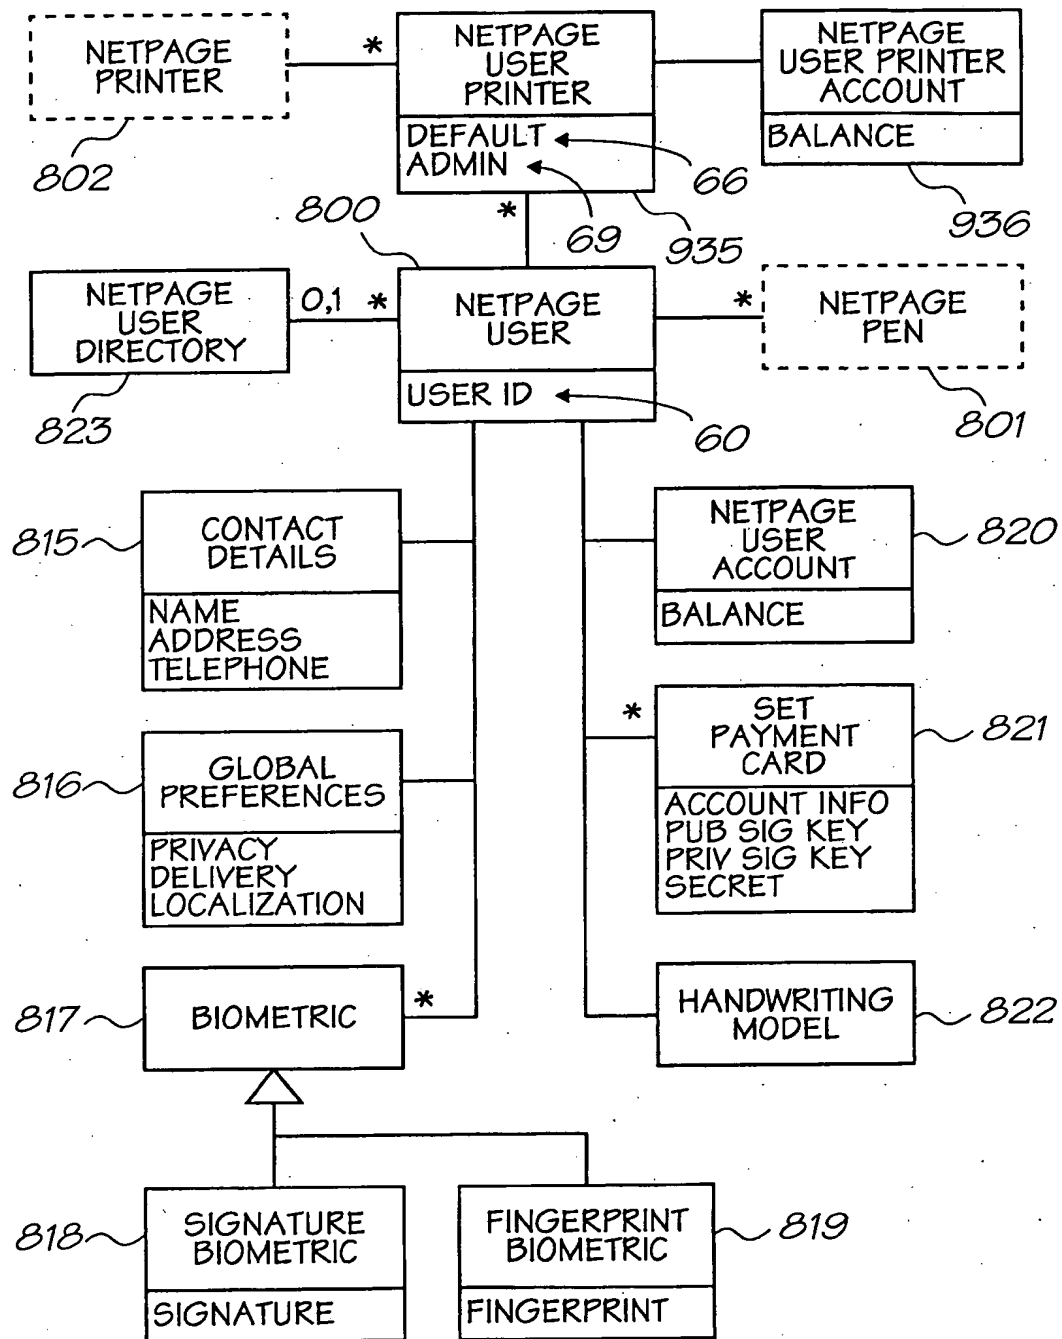 NETPAGE
PRINTER
802
*
NETPAGE
USER
PRINTER
DEFAULT
ADMIN
NETPAGE
USER PRINTER
ACCOUNT
BALANCE
66
69
935
936
*
800
NETPAGE
USER
DIRECTORY
823
0,1
*
NETPAGE
USER
USER ID
60
*
NETPAGE
PEN
801
815
CONTACT
DETAILS
NAME
ADDRESS
TELEPHONE
NETPAGE
USER
ACCOUNT
BALANCE
820
816
GLOBAL
PREFERENCES
PRIVACY
DELIVERY
LOCALIZATION
*
SET
PAYMENT
CARD
ACCOUNT INFO
PUB SIG KEY
PRIV SIG KEY
SECRET
821
817
BIOMETRIC
*
HANDWRITING
MODEL
822
818
SIGNATURE
BIOMETRIC
SIGNATURE
FINGERPRINT
BIOMETRIC
FINGERPRINT
819